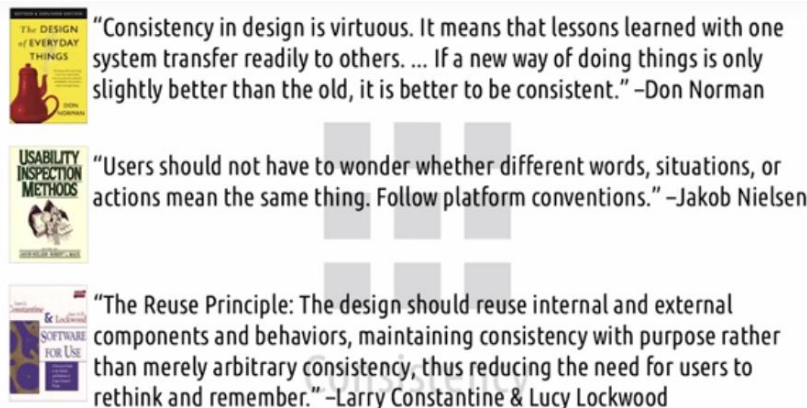 The DESIGN
of EVERYDAY
THINGS
DON
NORMAN
“Consistency in design is virtuous. It means that lessons learned with one
system transfer readily to others. ... If a new way of doing things is only
slightly better than the old, it is better to be consistent.” –Don Norman
USABILITY
INSPECTION
METHODS
“Users should not have to wonder whether different words, situations, or
actions mean the same thing. Follow platform conventions.” –Jakob Nielsen
Constantine
& Lockwood
SOFTWARE
FOR USE
“The Reuse Principle: The design should reuse internal and external
components and behaviors, maintaining consistency with purpose rather
than merely arbitrary consistency, thus reducing the need for users to
rethink and remember.” –Larry Constantine & Lucy Lockwood
Consistency